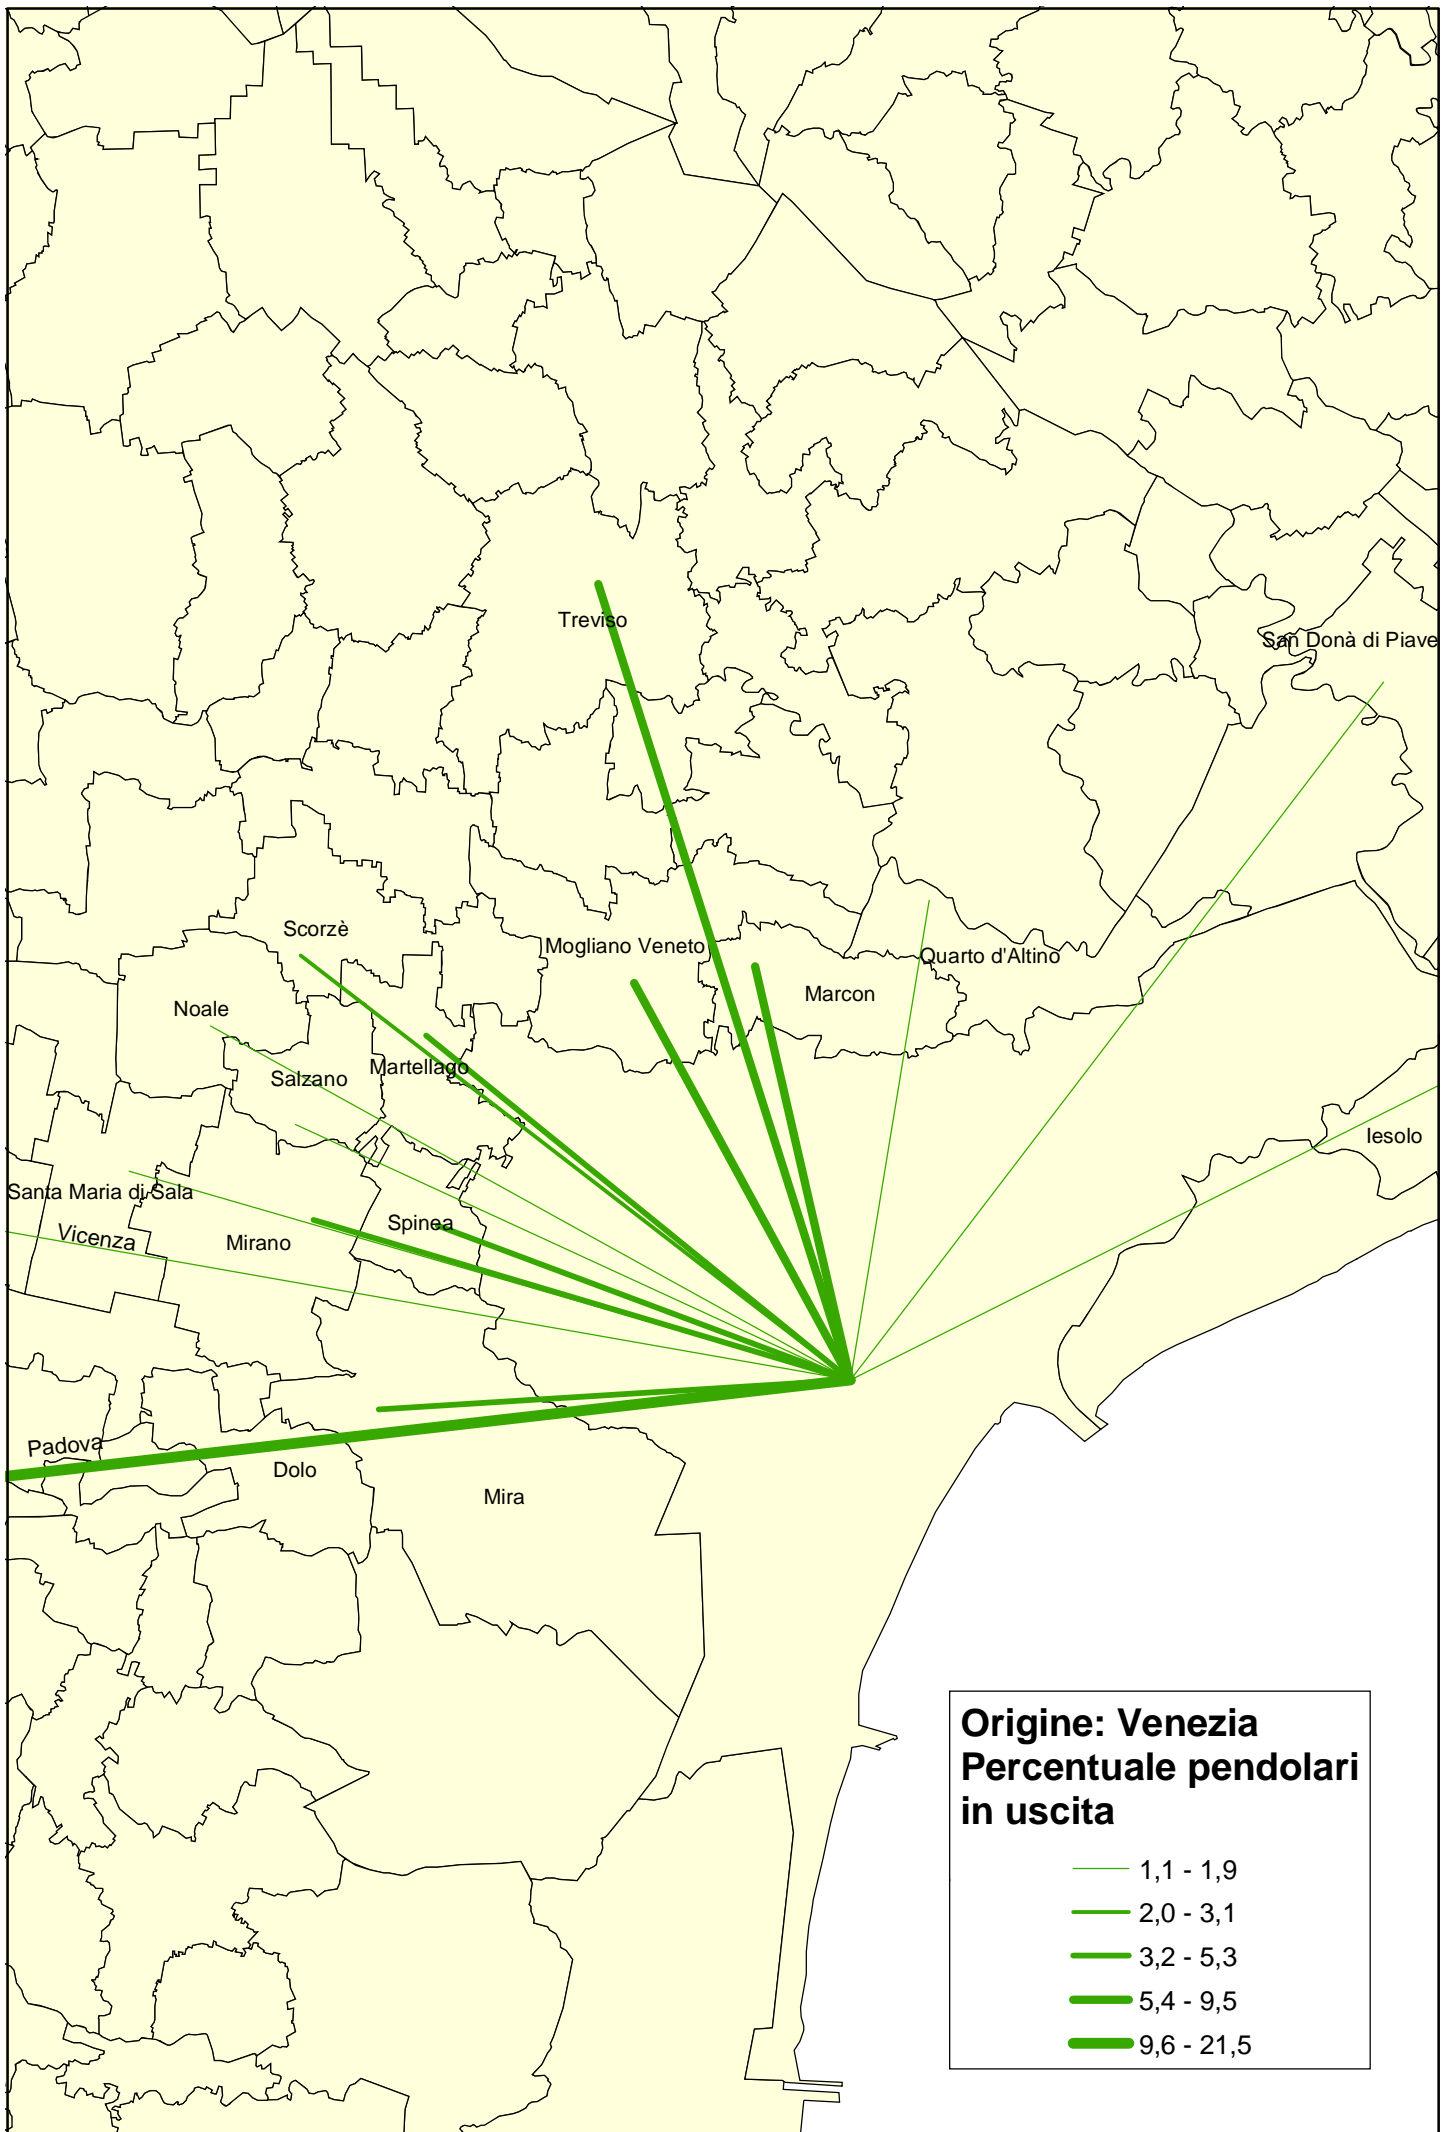 Treviso
San Donà di Piave
Scorzè
Mogliano Veneto
Quarto d'Altino
Marcon
Noale
Martellago
Salzano
Iesolo
Santa Maria di Sala
Spinea
Vicenza
Mirano
Padova
Dolo
Mira
Origine: Venezia
Percentuale pendolari
in uscita
1,1 - 1,9
2,0 - 3,1
3,2 - 5,3
5,4 - 9,5
9,6 - 21,5